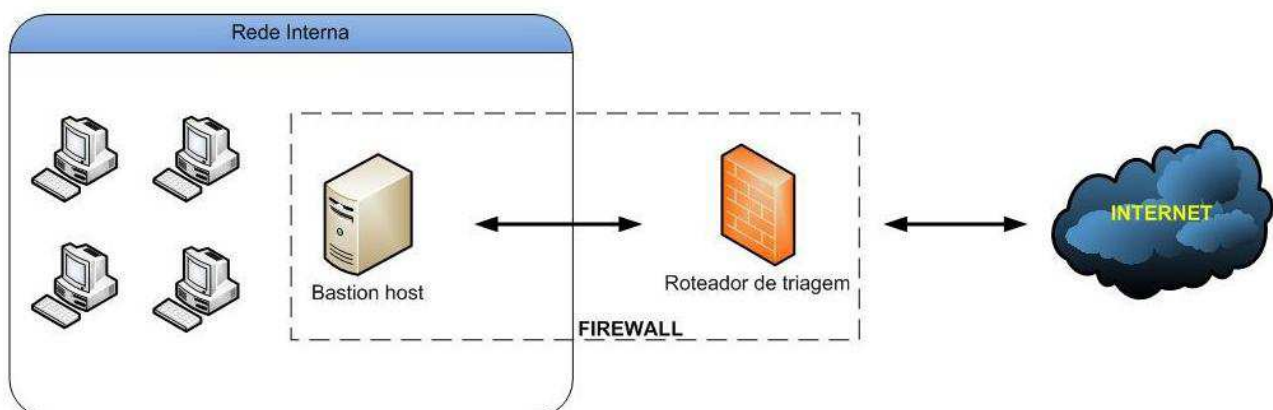 Rede Interna
Bastion host
Roteador de triagem
FIREWALL
INTERNET